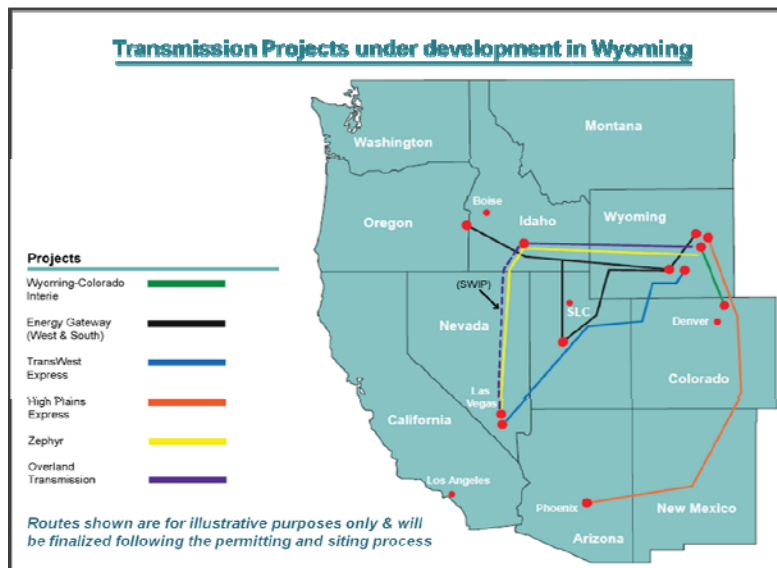 Transmission Projects under development in Wyoming
Washington
Montana
Oregon
Boise
Idaho
Wyoming
Projects
Wyoming-Colorado
Interie
Energy Gateway
(West & South)
TransWest
Express
High Plains
Express
Zephyr
Overland
Transmission
(SWIP)
Nevada
SLC
Denver
Colorado
Las
Vegas
California
Los Angeles
Phoenix
Arizona
New Mexico
Routes shown are for illustrative purposes only & will
be finalized following the permitting and siting process